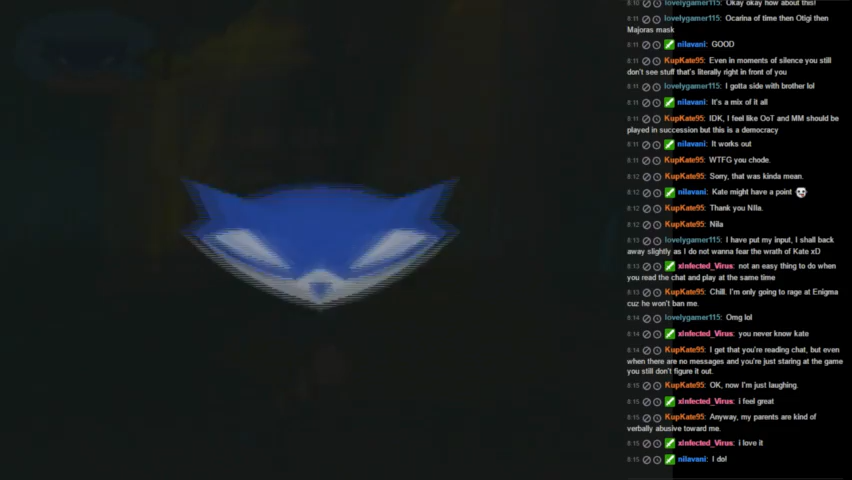 8:10 lovelygamer115: Okay okay how about this!
8:11 lovelygamer115: Ocarina of time then Otigi then
Majoras mask
8:11 nilavani: GOOD
8:11 KupKate95: Even in moments of silence you still
don't see stuff that's literally right in front of you
8:11 lovelygamer115: I gotta side with brother lol
8:11 nilavani: It's a mix of it all
8:11 KupKate95: IDK, I feel like OoT and MM should be
played in succession but this is a democracy
8:11 nilavani: It works out
8:11 KupKate95: WTFG you chode.
8:12 KupKate95: Sorry, that was kinda mean.
8:12 nilavani: Kate might have a point
8:12 KupKate95: Thank you NIla.
8:12 KupKate95: Nila
8:13 lovelygamer115: I have put my input, I shall back
away slightly as I do not wanna fear the wrath of Kate xD
8:13 xInfected_Virus: not an easy thing to do when
you read the chat and play at the same time
8:13 KupKate95: Chill. I'm only going to rage at Enigma
cuz he won't ban me.
8:14 lovelygamer115: Omg lol
8:14 xInfected_Virus: you never know kate
8:14 KupKate95: I get that you're reading chat, but even
when there are no messages and you're just staring at the game
you still don't figure it out.
8:15 KupKate95: OK, now I'm just laughing.
8:15 xInfected_Virus: i feel great
8:15 KupKate95: Anyway, my parents are kind of
verbally abusive toward me.
8:15 xInfected_Virus: i love it
8:15 nilavani: I do!